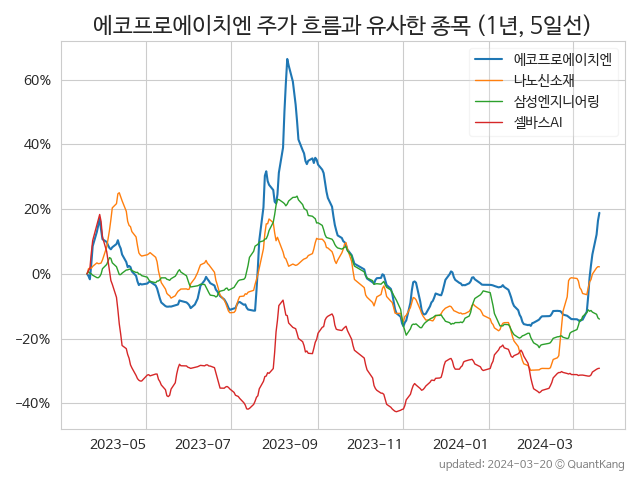 에코프로에이치엔 주가 흐름과 유사한 종목 (1년, 5일선)
에코프로에이치엔
나노신소재
삼성엔지니어링
셀바스AI
60%
40%
20%
0%
−20%
−40%
2023-05
2023-07
2023-09
2023-11
2024-01
2024-03
updated: 2024-03-20 © QuantKang